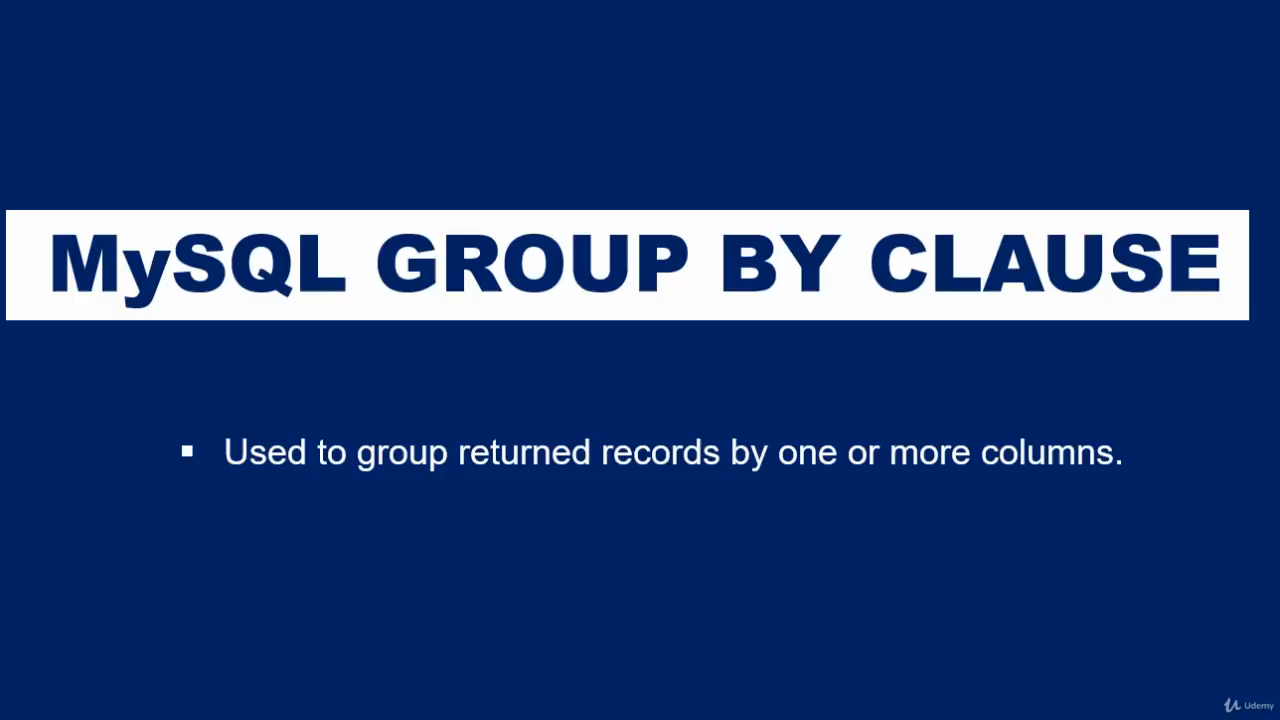 MySQL GROUP BY CLAUSE
▪ Used to group returned records by one or more columns.
Udemy